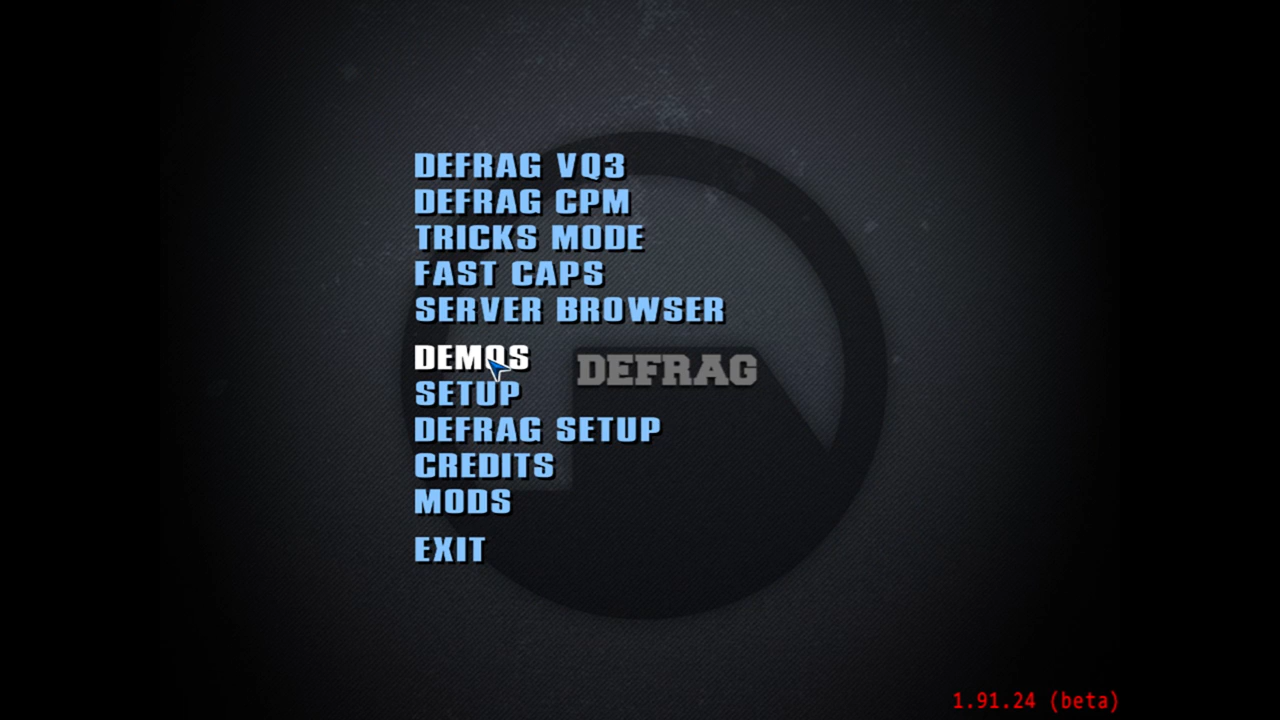 DEFRAG VQ3
DEFRAG CPM
TRICKS MODE
FAST CAPS
SERVER BROWSER
DEMOS
DEFRAG
SETUP
DEFRAG SETUP
CREDITS
MODS
EXIT
1.91.24 (beta)